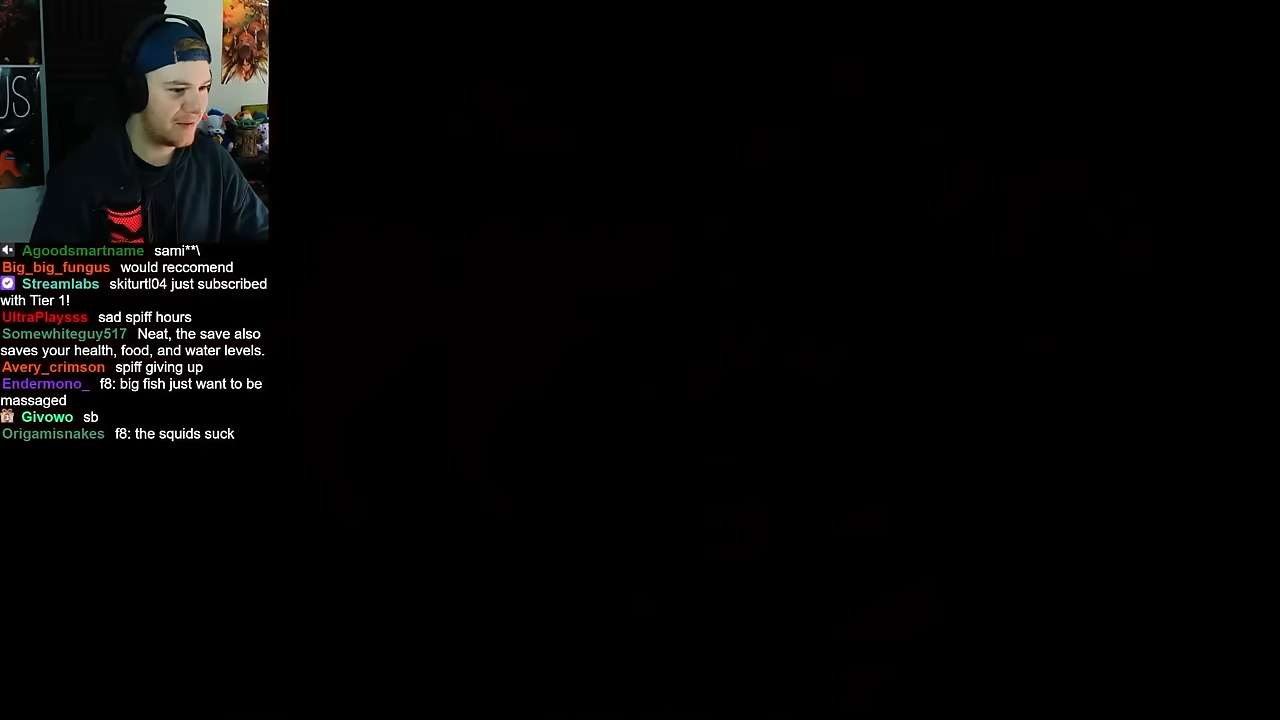 US
Agoodsmartname sami**\
Big_big_fungus would reccomend
Streamlabs skiturtl04 just subscribed
with Tier 1!
UltraPlaysss sad spiff hours
Somewhiteguy517 Neat, the save also
saves your health, food, and water levels.
Avery_crimson spiff giving up
Endermono_ f8: big fish just want to be
massaged
Givowo sb
Origamisnakes f8: the squids suck